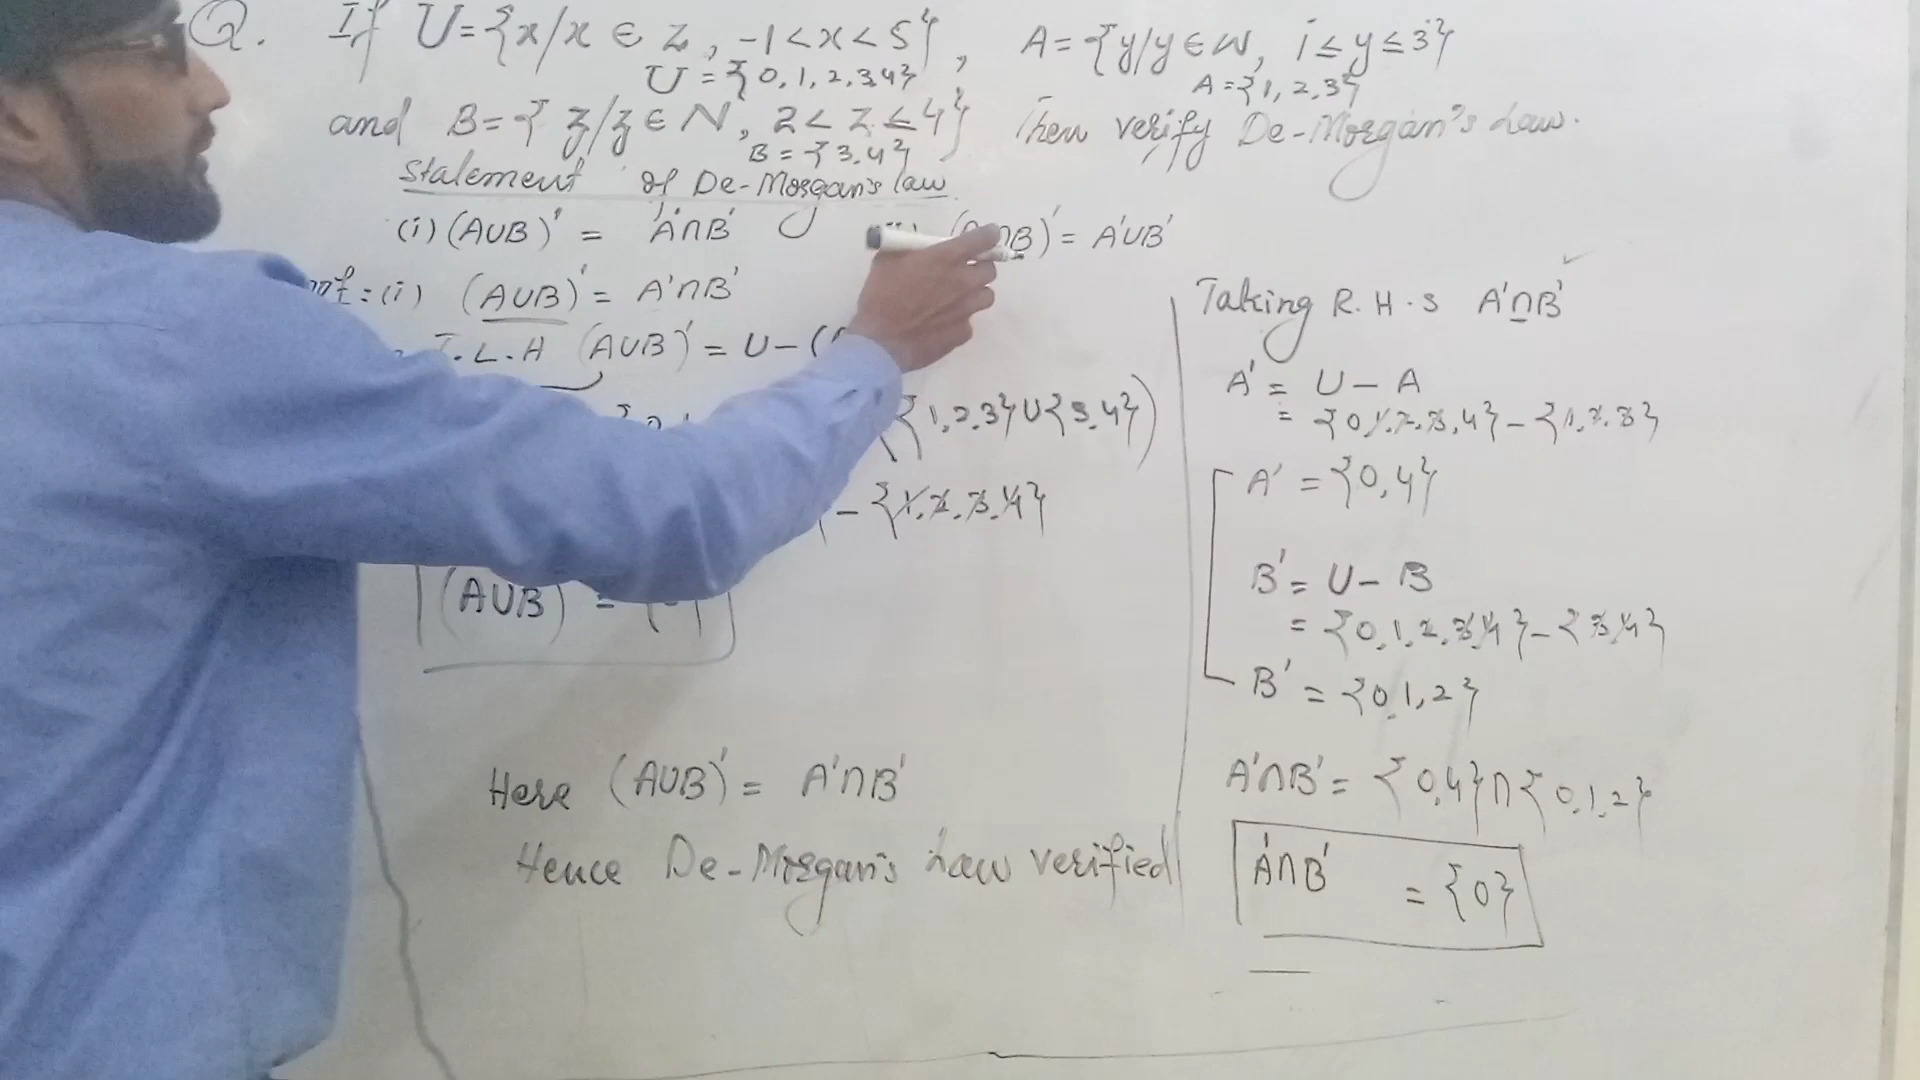 Q. If U={x/x ∈ Z, -1<x<5}, A={y/y∈W, 1≤y≤3}
U={0,1,2,3,4} A={1,2,3}
and B={z/z∈N, 2<z≤4} Then verify De-Morgan's Law.
B={3,4}
Statement of De-Morgan's law
(i) (A∪B)' = A'∩B' B)' = A'∪B'
(i) (A∪B)' = A'∩B'
L.H (A∪B)' = U-(
{1,2,3}∪{3,4})
- {1,2,3,4}
(A∪B) =
Here (A∪B)' = A'∩B'
Hence De-Morgan's Law verified
Taking R.H.S A'∩B'
A' = U - A
= {0,1,2,3,4} - {1,2,3}
A' = {0,4}
B' = U - B
= {0,1,2,3,4} - {3,4}
B' = {0,1,2}
A'∩B' = {0,4}∩{0,1,2}
A'∩B' = {0}